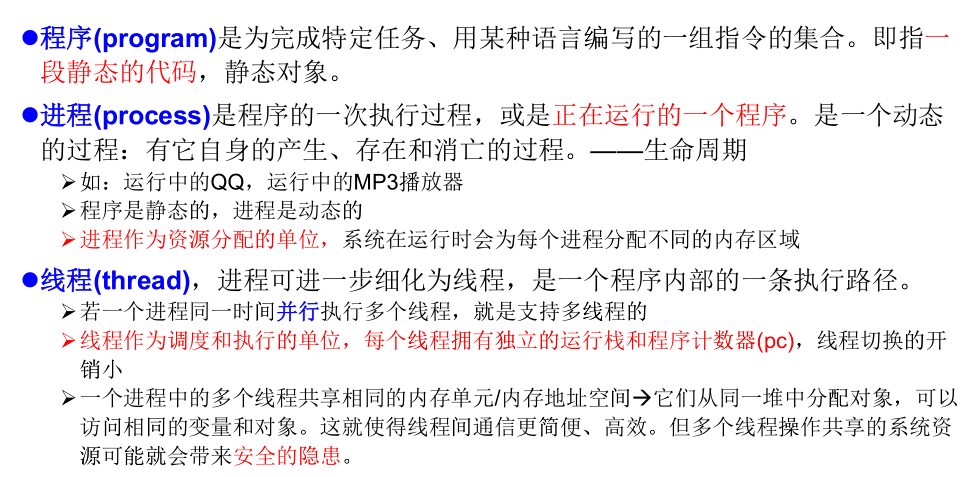 ●程序(program)是为完成特定任务、用某种语言编写的一组指令的集合。即指一
段静态的代码，静态对象。
●进程(process)是程序的一次执行过程，或是正在运行的一个程序。是一个动态
的过程：有它自身的产生、存在和消亡的过程。——生命周期
➢如：运行中的QQ，运行中的MP3播放器
➢程序是静态的，进程是动态的
➢进程作为资源分配的单位，系统在运行时会为每个进程分配不同的内存区域
●线程(thread)，进程可进一步细化为线程，是一个程序内部的一条执行路径。
➢若一个进程同一时间并行执行多个线程，就是支持多线程的
➢线程作为调度和执行的单位，每个线程拥有独立的运行栈和程序计数器(pc)，线程切换的开
销小
➢一个进程中的多个线程共享相同的内存单元/内存地址空间→它们从同一堆中分配对象，可以
访问相同的变量和对象。这就使得线程间通信更简便、高效。但多个线程操作共享的系统资
源可能就会带来安全的隐患。